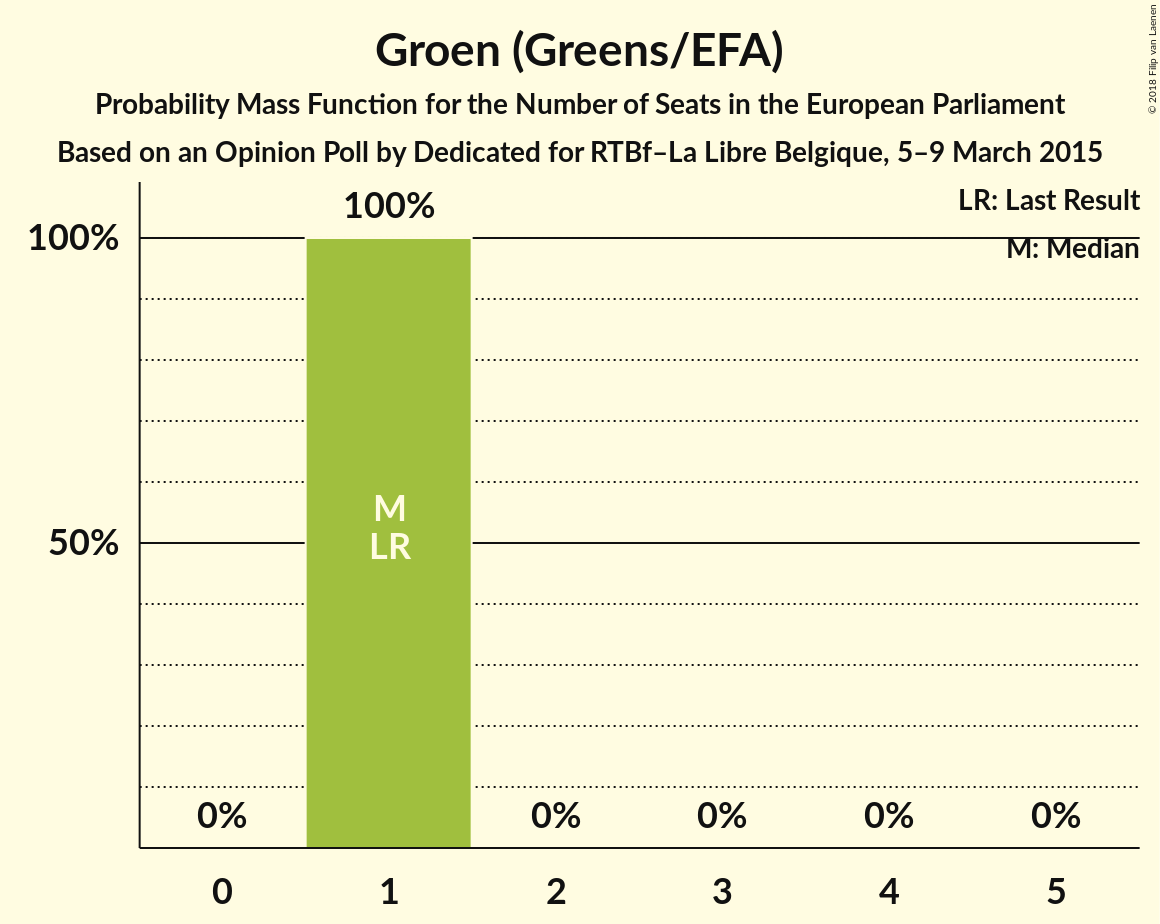 Groen (Greens/EFA)
Probability Mass Function for the Number of Seats in the European Parliament
Based on an Opinion Poll by Dedicated for RTBf–La Libre Belgique, 5–9 March 2015
© 2018 Filip van Laenen
LR: Last Result
M: Median
100%
100%
50%
M
LR
0%
0%
0%
0%
0%
0
1
2
3
4
5